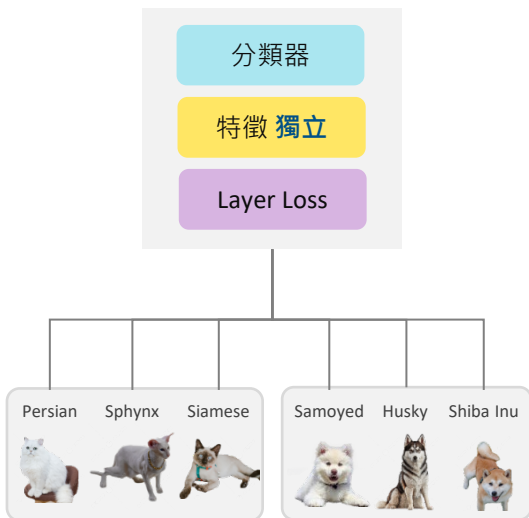 分類器
特徵 獨立
Layer Loss
Persian Sphynx Siamese Samoyed Husky Shiba Inu